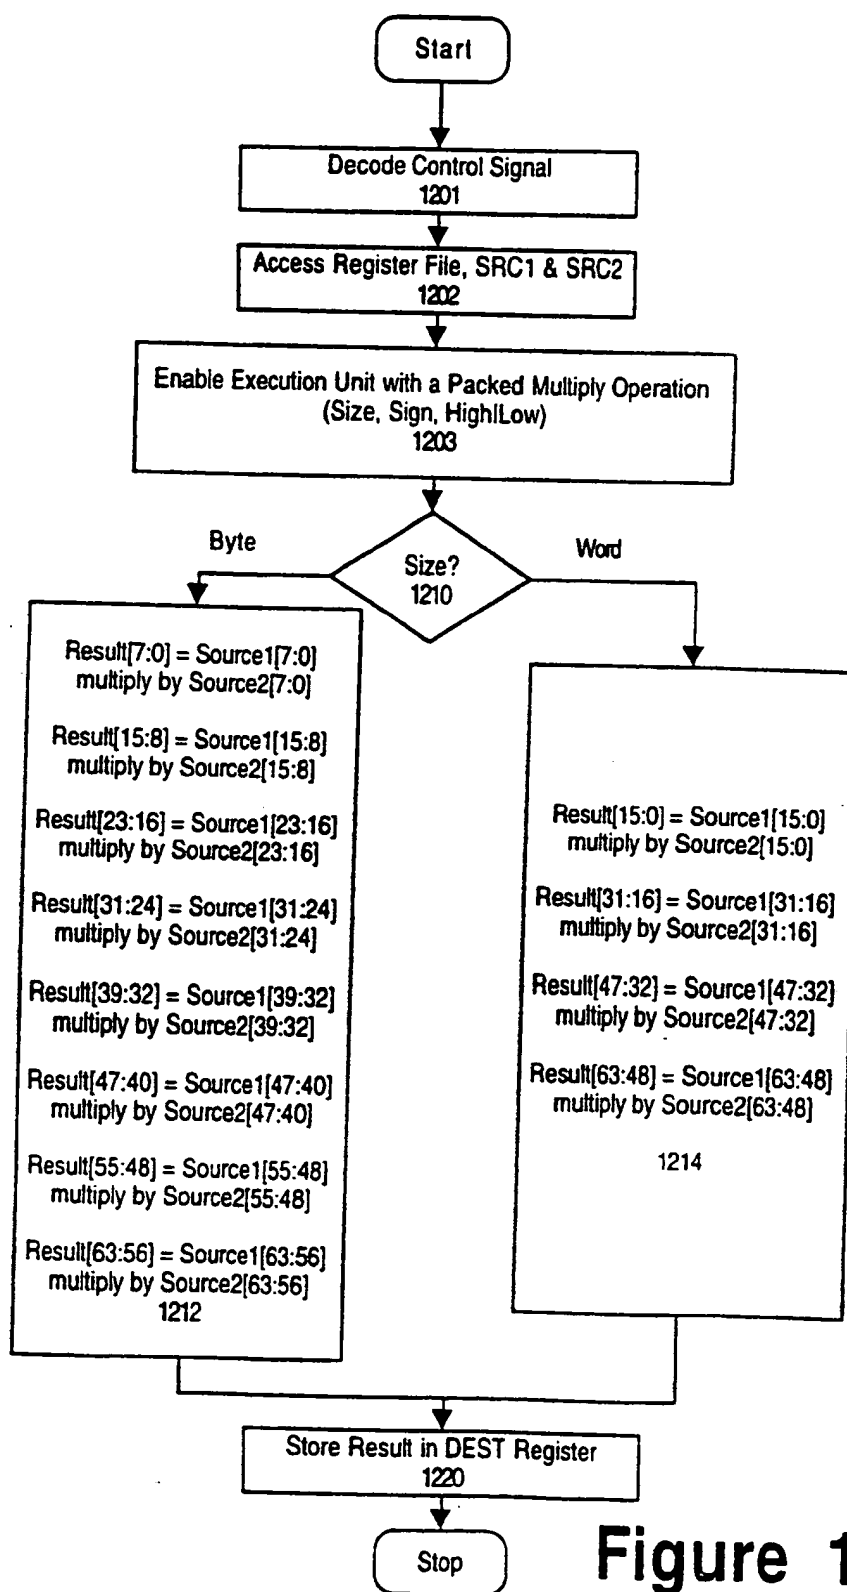 Start
Decode Control Signal
1201
Access Register File, SRC1 & SRC2
1202
Enable Execution Unit with a Packed Multiply Operation
(Size, Sign, High|Low)
1203
Byte
Size?
1210
Word
Result[7:0] = Source1[7:0]
multiply by Source2[7:0]
Result[15:8] = Source1[15:8]
multiply by Source2[15:8]
Result[23:16] = Source1[23:16]
multiply by Source2[23:16]
Result[31:24] = Source1[31:24]
multiply by Source2[31:24]
Result[39:32] = Source1[39:32]
multiply by Source2[39:32]
Result[47:40] = Source1[47:40]
multiply by Source2[47:40]
Result[55:48] = Source1[55:48]
multiply by Source2[55:48]
Result[63:56] = Source1[63:56]
multiply by Source2[63:56]
1212
Result[15:0] = Source1[15:0]
multiply by Source2[15:0]
Result[31:16] = Source1[31:16]
multiply by Source2[31:16]
Result[47:32] = Source1[47:32]
multiply by Source2[47:32]
Result[63:48] = Source1[63:48]
multiply by Source2[63:48]
1214
Store Result in DEST Register
1220
Stop
Figure 1